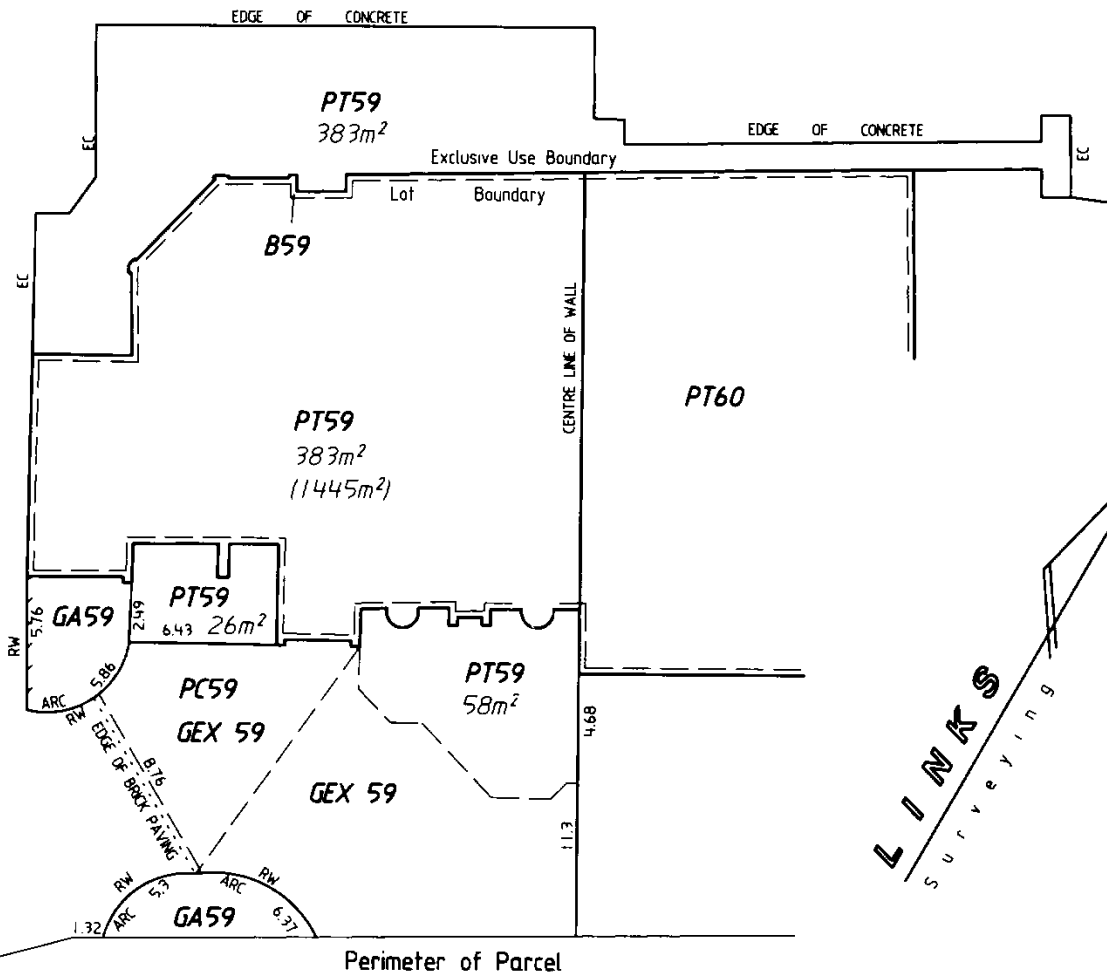 EDGE OF CONCRETE
PT59
383m²
EDGE OF CONCRETE
EC
EC
Exclusive Use Boundary
Lot Boundary
B59
EC
CENTRE LINE OF WALL
PT60
PT59
383m²
(1445m²)
GA59
5.76
RW
2.49
PT59
6.43 26m²
5.86
ARC
RW
PC59
GEX 59
PT59
58m²
4.68
8.76
EDGE OF BRICK PAVING
GEX 59
11.3
LINKS
Surveying
RW
5.3
ARC
ARC
RW
1.32
GA59
6.37
Perimeter of Parcel